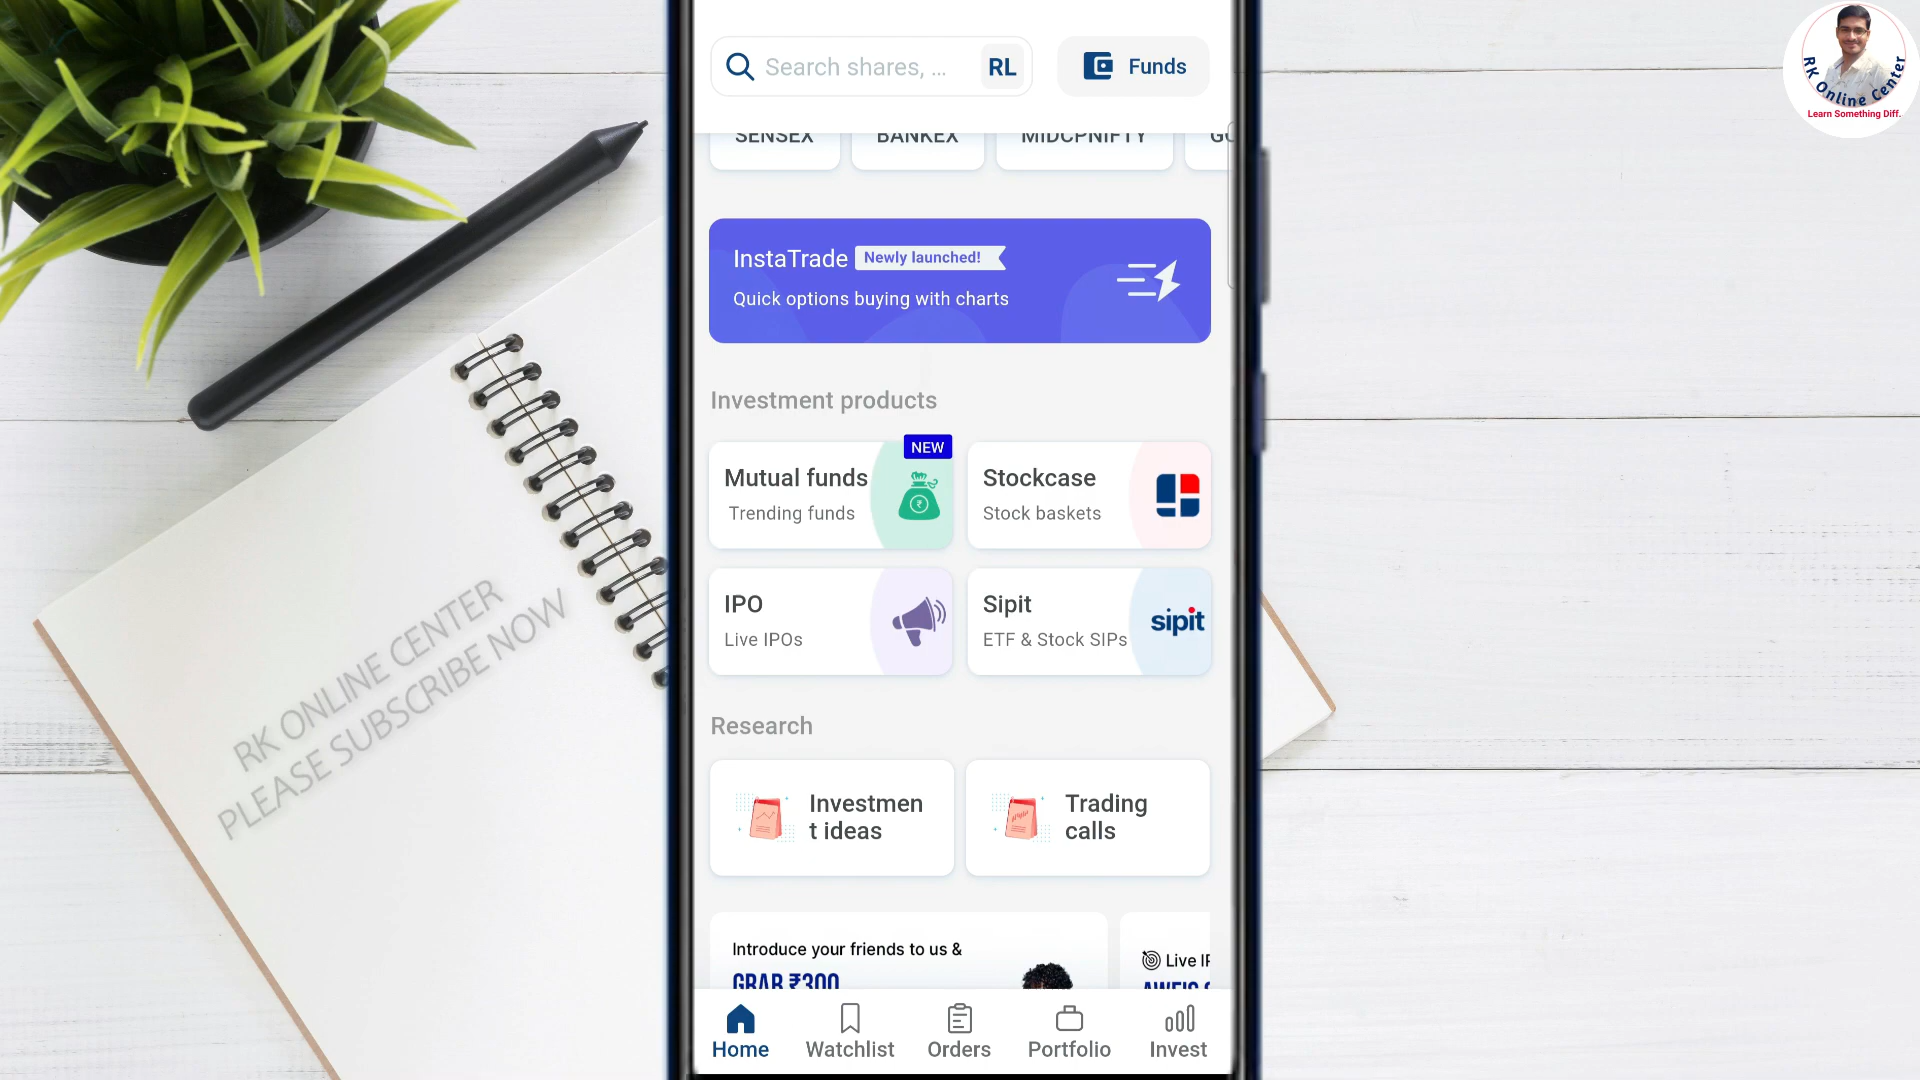 Search shares, ...
RL
Funds
SENSEX
BANKEX
MIDCPNIFTY
InstaTrade
Newly launched!
Quick options buying with charts
Investment products
NEW
Mutual funds
Trending funds
Stockcase
Stock baskets
IPO
Live IPOs
Sipit
ETF & Stock SIPs
sipit
Research
Investmen
t ideas
Trading
calls
Introduce your friends to us &
GRAB ₹300
Live
Home
Watchlist
Orders
Portfolio
Invest
RK ONLINE CENTER
PLEASE SUBSCRIBE NOW
RK Online Center
Learn Something Diff.